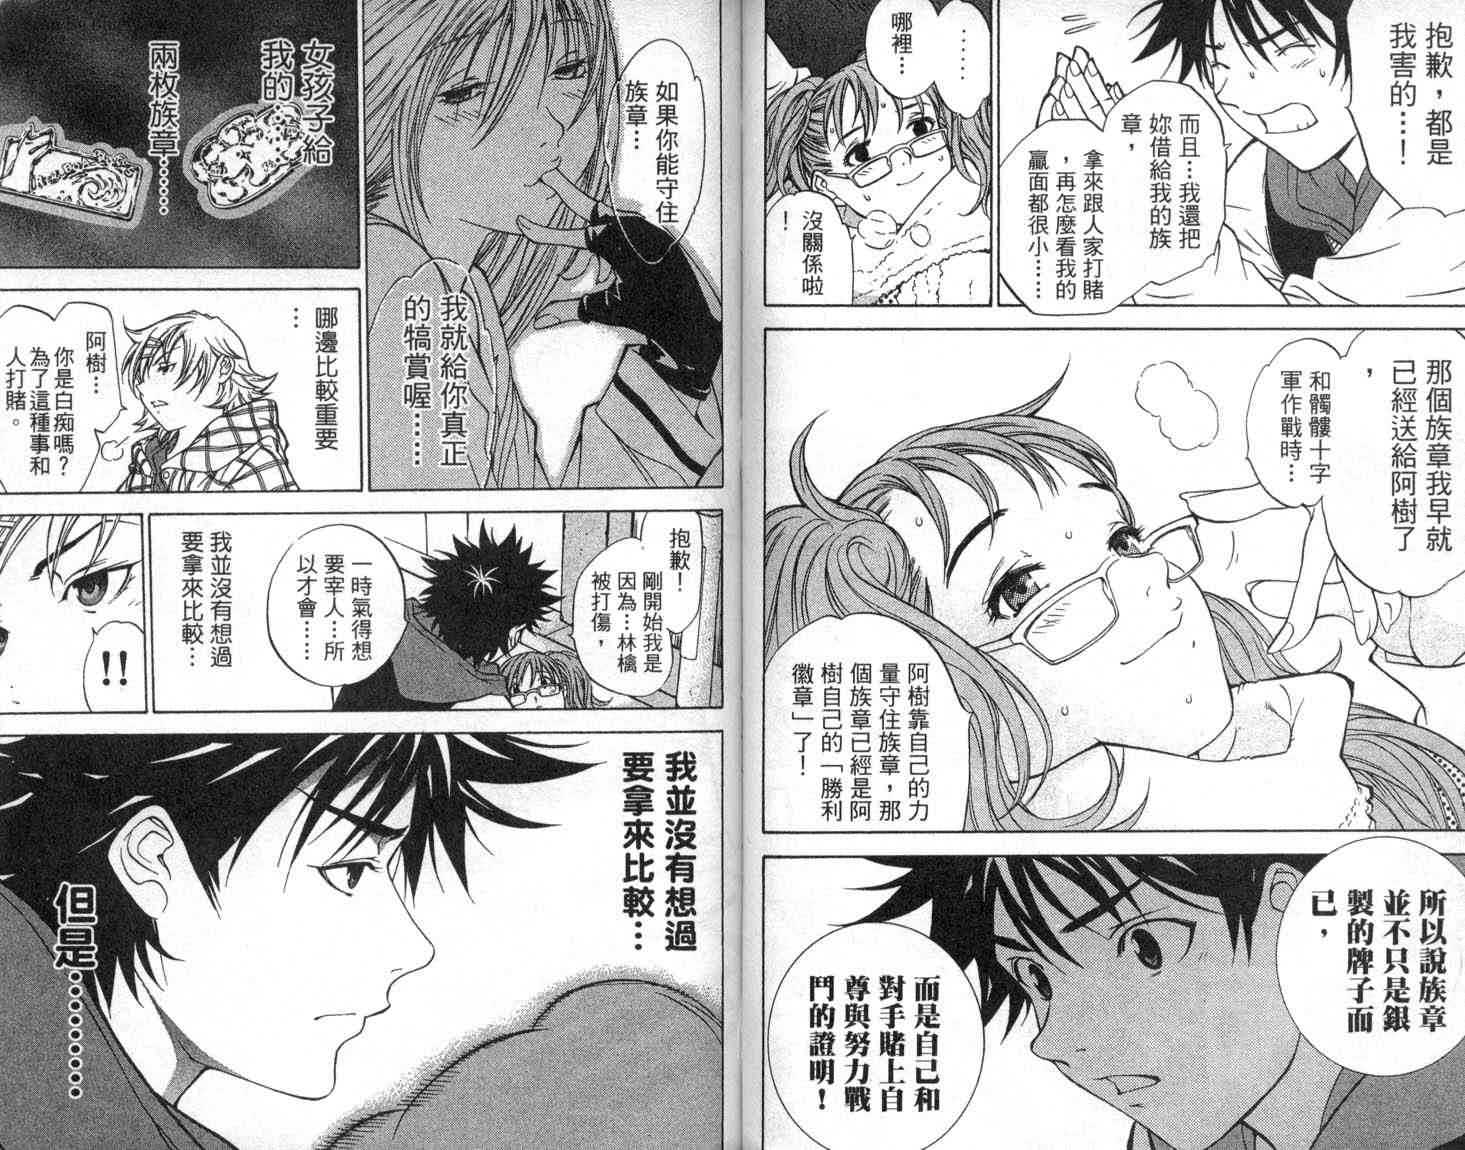 抱歉，都是
我害的…！
而且…我還把
妳借給我的族
章，
拿來跟人家打賭
，再怎麼看我的
贏面都很小……
……
哪裡…
沒關係啦
！
那個族章我早就
已經送給阿樹了
，
和髑髏十字
軍作戰時…
阿樹靠自己的力
量守住族章，那
個族章已經是阿
樹自己的「勝利
徽章」了！
所以說族章
並不只是銀
製的牌子而
已，
而是自己和
對手賭上自
尊與努力戰
鬥的證明！
如果你能守住
族章…
我就給你真正
的犒賞喔……
女孩子給
我的…
兩枚族章……
哪邊比較重要
…
阿樹…
你是白痴嗎？
為了這種事和
人打賭。
抱歉！
剛開始我是
因為…林檎
被打傷，
一時氣得想
要宰人…所
以才會……
我並沒有想過
要拿來比較…
！！
我並沒有想過
要拿來比較…
但是…………